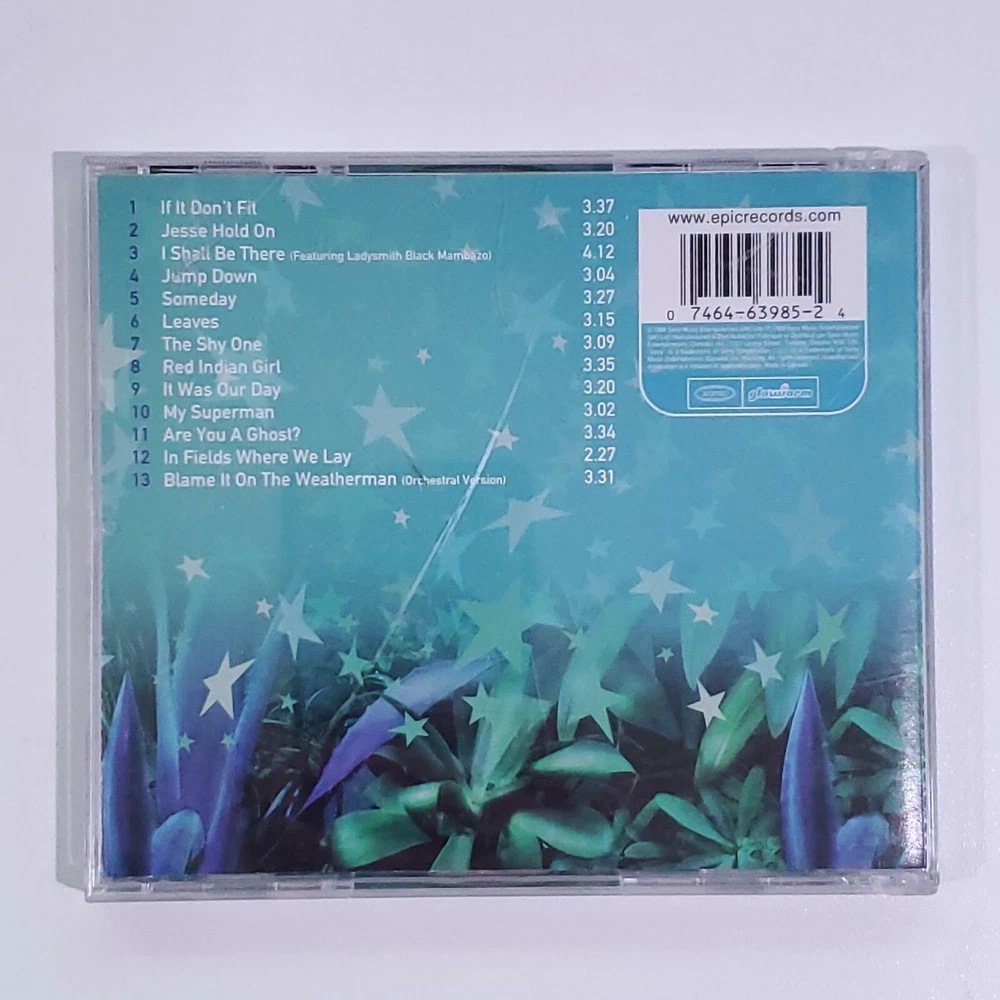 1 If It Don't Fit 3.37
2 Jesse Hold On 3.20
3 I Shall Be There (Featuring Ladysmith Black Mambazo) 4.12
4 Jump Down 3.04
5 Someday 3.27
6 Leaves 3.15
7 The Shy One 3.09
8 Red Indian Girl 3.35
9 It Was Our Day 3.20
10 My Superman 3.02
11 Are You A Ghost? 3.34
12 In Fields Where We Lay 2.27
13 Blame It On The Weatherman (Orchestral Version) 3.31
www.epicrecords.com
0 7464-63985-2 4
epic
glowworm